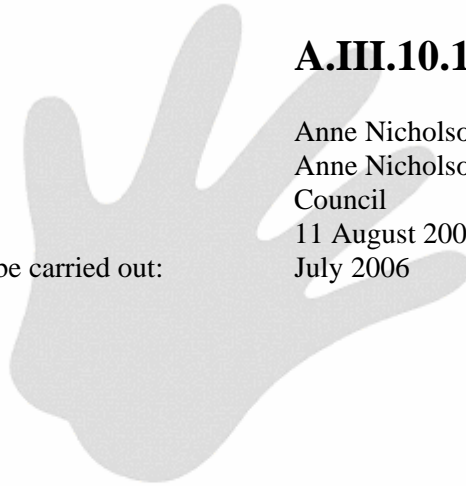 A.III.10.1
Anne Nicholso
Anne Nicholso
Council
11 August 200
be carried out: July 2006